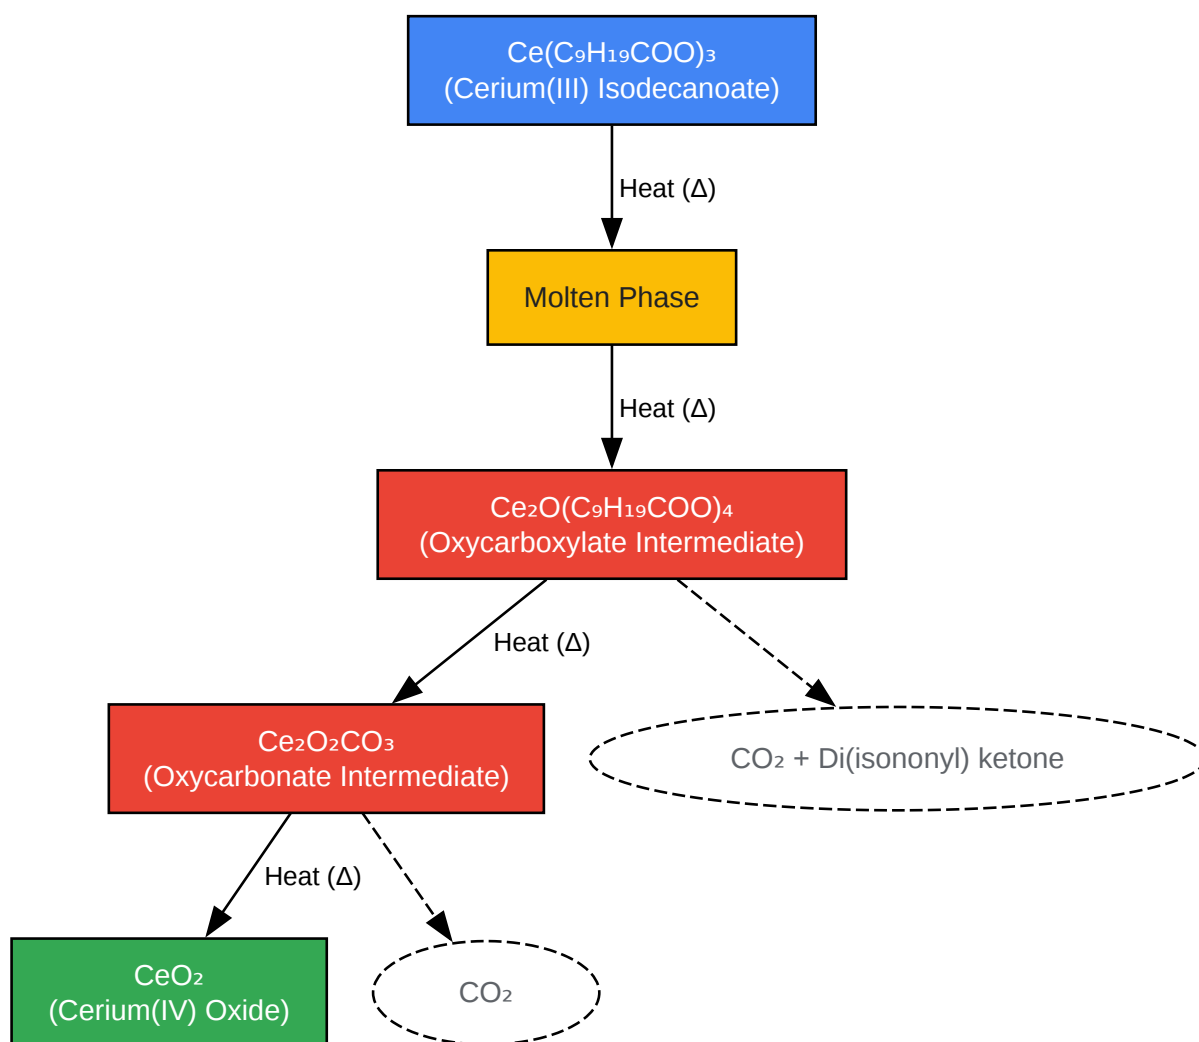 Ce(C₉H₁₉COO)₃
(Cerium(III) Isodecanoate)
Heat (Δ)
Molten Phase
Heat (Δ)
Ce₂O(C₉H₁₉COO)₄
(Oxycarboxylate Intermediate)
Heat (Δ)
Ce₂O₂CO₃
(Oxycarbonate Intermediate)
CO₂ + Di(isononyl) ketone
Heat (Δ)
CeO₂
(Cerium(IV) Oxide)
CO₂